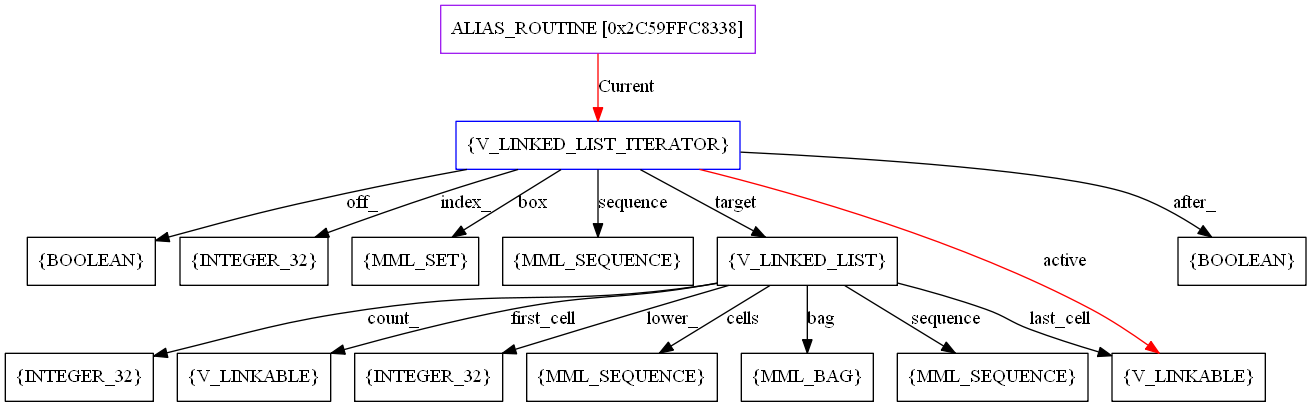 ALIAS_ROUTINE [0x2C59FFC8338]
Current
{V_LINKED_LIST_ITERATOR}
off_
index_
box
sequence
target
after_
{BOOLEAN}
{INTEGER_32}
{MML_SET}
{MML_SEQUENCE}
{V_LINKED_LIST}
active
{BOOLEAN}
count_
first_cell
lower_
cells
bag
sequence
last_cell
{INTEGER_32}
{V_LINKABLE}
{INTEGER_32}
{MML_SEQUENCE}
{MML_BAG}
{MML_SEQUENCE}
{V_LINKABLE}